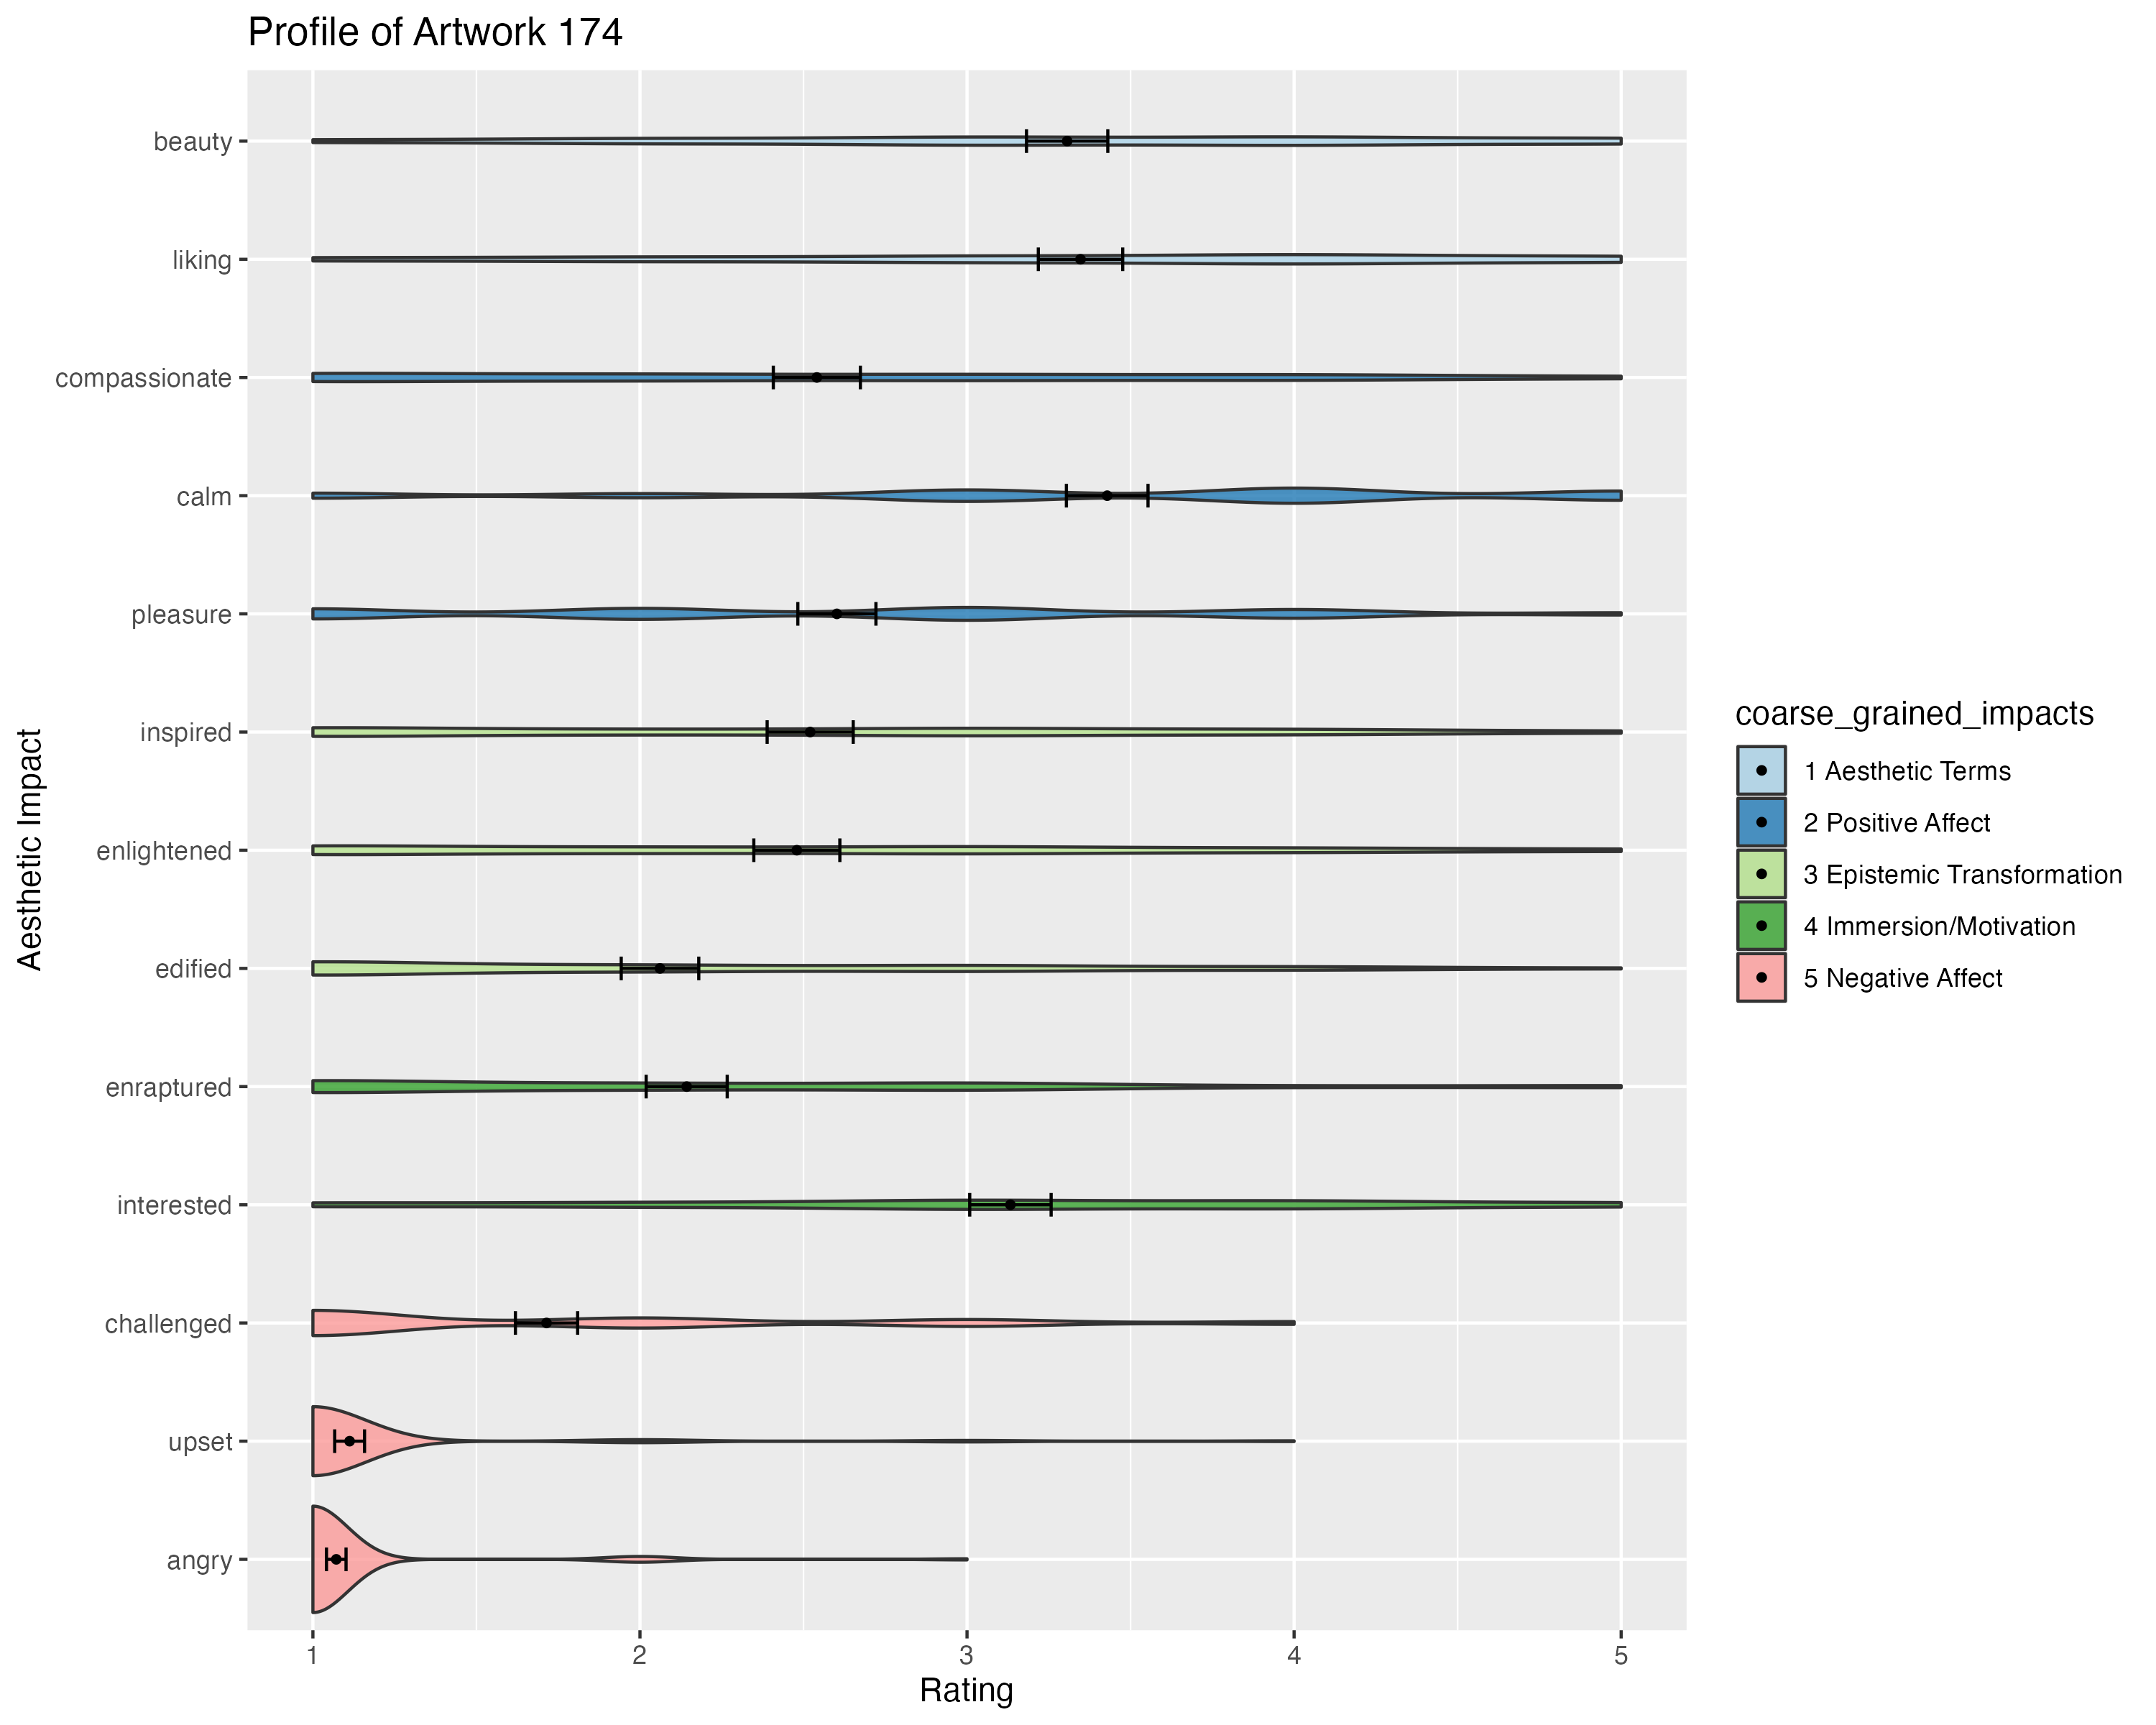 Profile of Artwork 174
beauty
liking
compassionate
calm
pleasure
inspired
enlightened
edified
enraptured
interested
challenged
upset
angry
Aesthetic Impact
1 2 3 4 5
Rating
coarse_grained_impacts
1 Aesthetic Terms
2 Positive Affect
3 Epistemic Transformation
4 Immersion/Motivation
5 Negative Affect